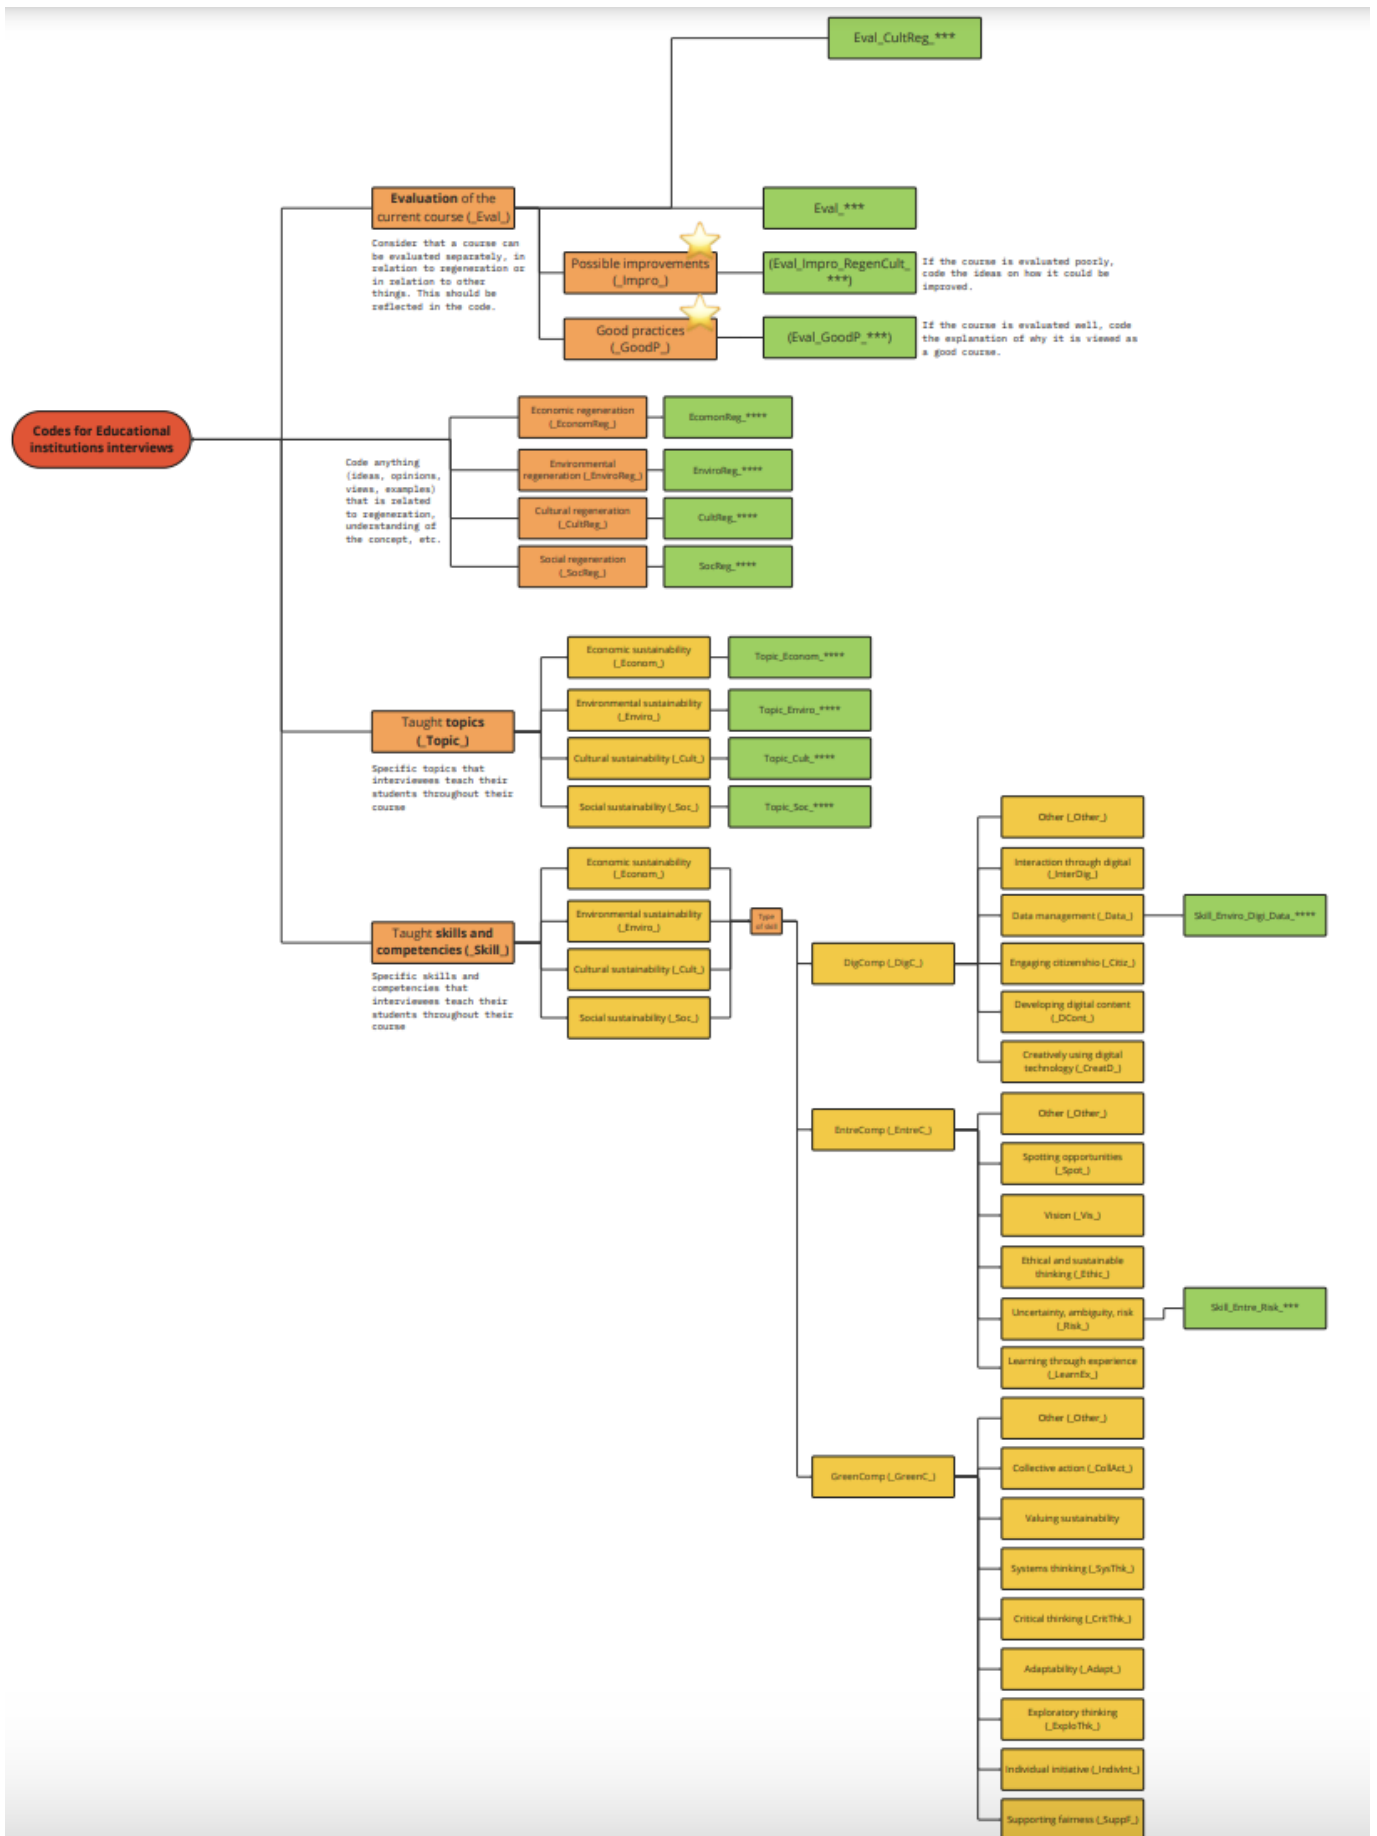 Eval_CultReg_***
Evaluation of the
current course (_Eval_)
Consider that a course can
be evaluated separately, in
relation to regeneration or
in relation to other
things. This should be
reflected in the code.
Eval_***
Possible improvements
(_Impro_)
(Eval_Impro_RegenCult_
***)
If the course is evaluated poorly,
code the ideas on how it could be
improved.
Good practices
(_GoodP_)
(Eval_GoodP_***)
If the course is evaluated well, code
the explanation of why it is viewed as
a good course.
Codes for Educational
institutions interviews
Code anything
(ideas, opinions,
views, examples)
that is related
to regeneration,
understanding of
the concept, etc.
Economic regeneration
(_EconomReg_)
EcomonReg_****
Environmental
regeneration (_EnviroReg_)
EnviroReg_****
Cultural regeneration
(_CultReg_)
CultReg_****
Social regeneration
(_SocReg_)
SocReg_****
Taught topics
(_Topic_)
Specific topics that
interviewees teach their
students throughout their
course
Economic sustainability
(_Econom_)
Topic_Econom_****
Environmental sustainability
(_Enviro_)
Topic_Enviro_****
Cultural sustainability (_Cult_)
Topic_Cult_****
Social sustainability (_Soc_)
Topic_Soc_****
Taught skills and
competencies (_Skill_)
Specific skills and
competencies that
interviewees teach their
students throughout their
course
Economic sustainability
(_Econom_)
Environmental sustainability
(_Enviro_)
Cultural sustainability (_Cult_)
Social sustainability (_Soc_)
Type
of skill
DigComp (_DigC_)
Other (_Other_)
Interaction through digital
(_InterDig_)
Data management (_Data_)
Skill_Enviro_Digi_Data_****
Engaging citizenship (_Citiz_)
Developing digital content
(_DCont_)
Creatively using digital
technology (_CreatD_)
EntreComp (_EntreC_)
Other (_Other_)
Spotting opportunities
(_Spot_)
Vision (_Vis_)
Ethical and sustainable
thinking (_Ethic_)
Uncertainty, ambiguity, risk
(_Risk_)
Skill_Entre_Risk_***
Learning through experience
(_LearnEx_)
GreenComp (_GreenC_)
Other (_Other_)
Collective action (_CollAct_)
Valuing sustainability
Systems thinking (_SysThk_)
Critical thinking (_CritThk_)
Adaptability (_Adapt_)
Exploratory thinking
(_ExploThk_)
Individual initiative (_IndivInt_)
Supporting fairness (_SuppF_)